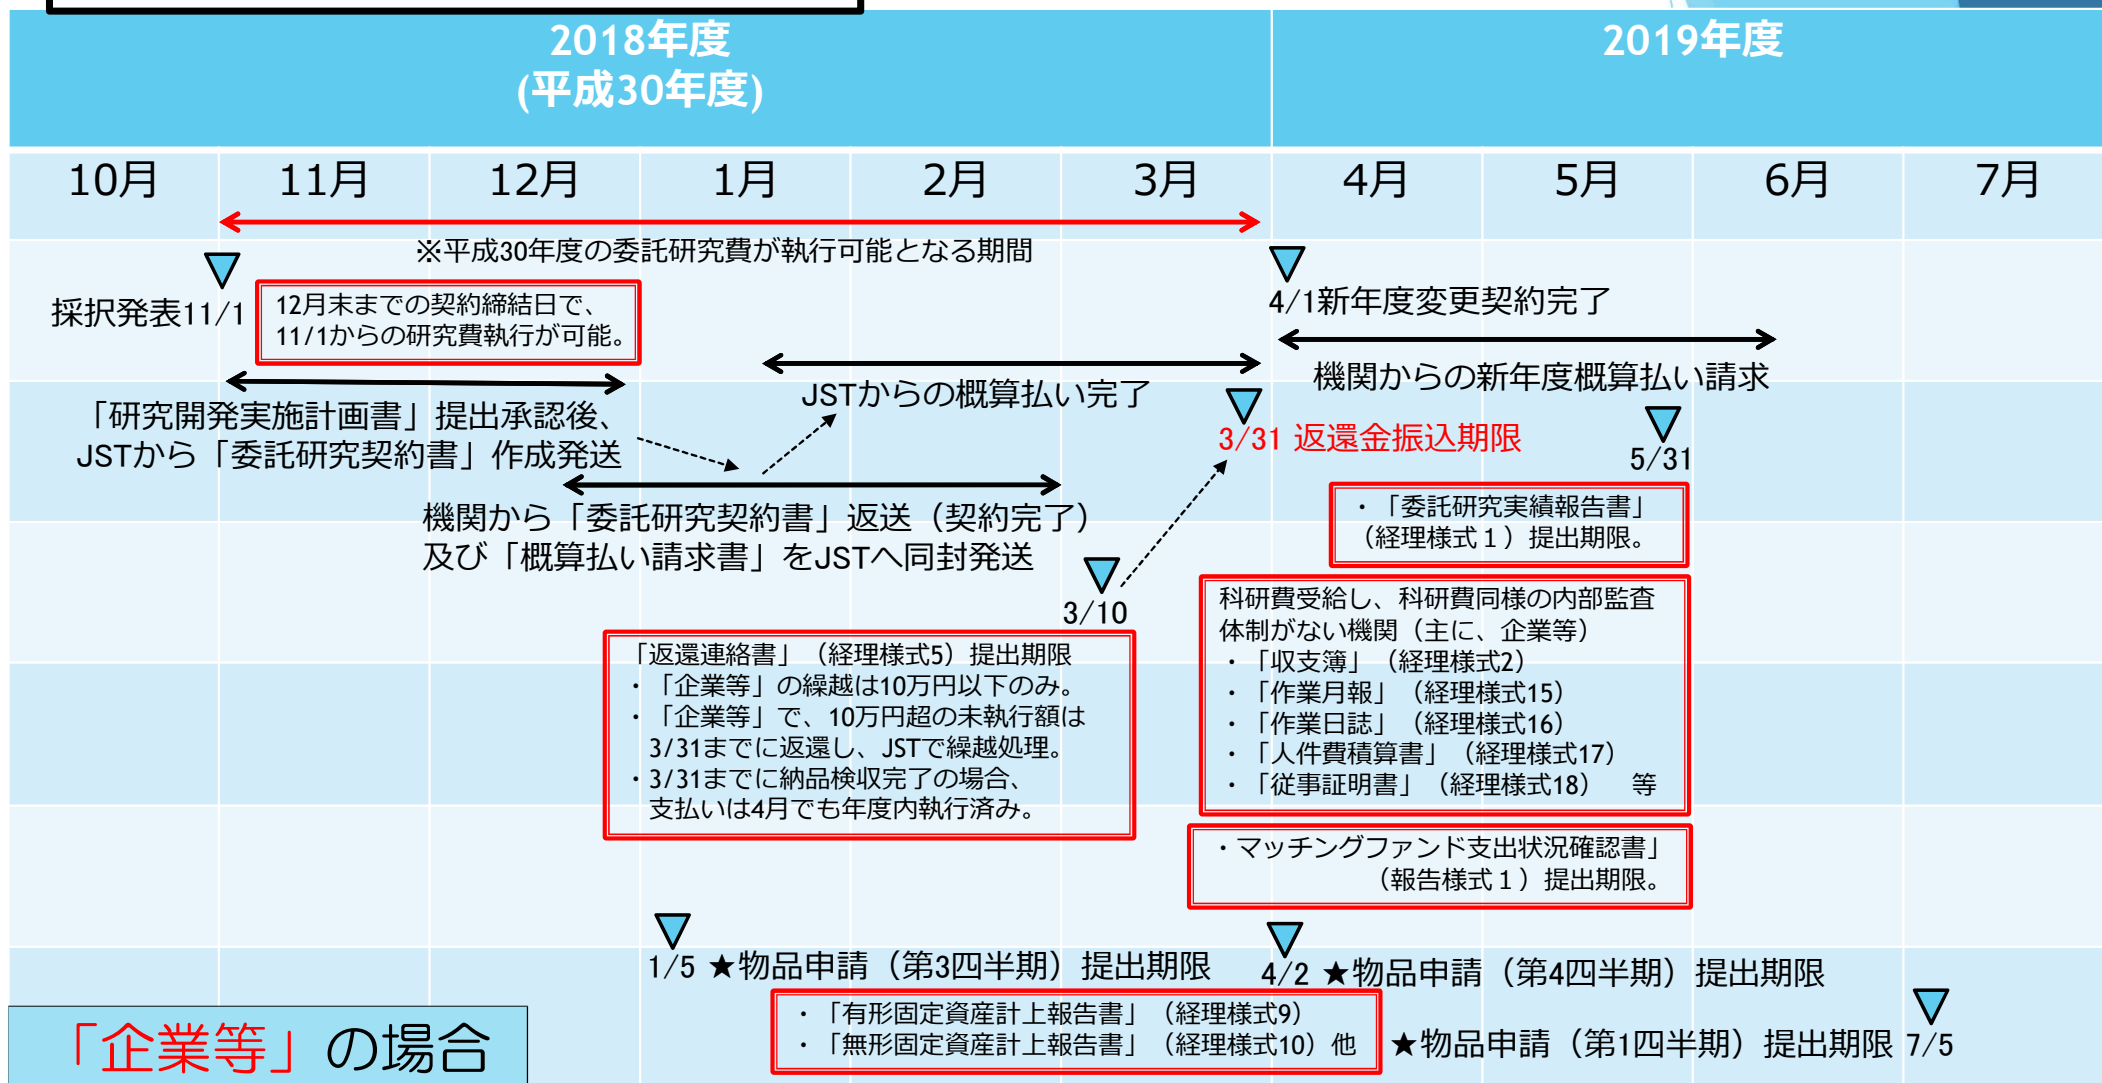 2018年度
(平成30年度)
2019年度
10月
11月
12月
1月
2月
3月
4月
5月
6月
7月
※平成30年度の委託研究費が執行可能となる期間
採択発表11/1
12月末までの契約締結日で、
11/1からの研究費執行が可能。
4/1新年度変更契約完了
機関からの新年度概算払い請求
JSTからの概算払い完了
「研究開発実施計画書」提出承認後、
JSTから「委託研究契約書」作成発送
3/31 返還金振込期限
5/31
機関から「委託研究契約書」返送（契約完了）
及び「概算払い請求書」をJSTへ同封発送
・「委託研究実績報告書」
（経理様式１）提出期限。
3/10
「返還連絡書」（経理様式5）提出期限
・「企業等」の繰越は10万円以下のみ。
・「企業等」で、10万円超の未執行額は
3/31までに返還し、JSTで繰越処理。
・3/31までに納品検収完了の場合、
支払いは4月でも年度内執行済み。
科研費受給し、科研費同様の内部監査
体制がない機関（主に、企業等）
・「収支簿」（経理様式2）
・「作業月報」（経理様式15）
・「作業日誌」（経理様式16）
・「人件費積算書」（経理様式17）
・「従事証明書」（経理様式18）　等
・マッチングファンド支出状況確認書」
（報告様式１）提出期限。
1/5 ★物品申請（第3四半期）提出期限
4/2 ★物品申請（第4四半期）提出期限
・「有形固定資産計上報告書」（経理様式9）
・「無形固定資産計上報告書」（経理様式10）他
★物品申請（第1四半期）提出期限 7/5
「企業等」の場合